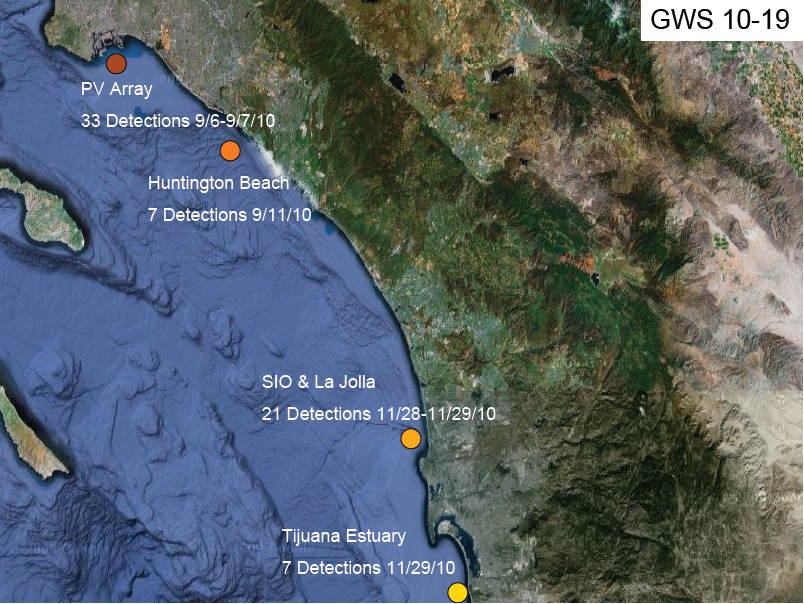 GWS 10-19
PV Array
33 Detections 9/6-9/7/10
Huntington Beach
7 Detections 9/11/10
SIO & La Jolla
21 Detections 11/28-11/29/10
Tijuana Estuary
7 Detections 11/29/10